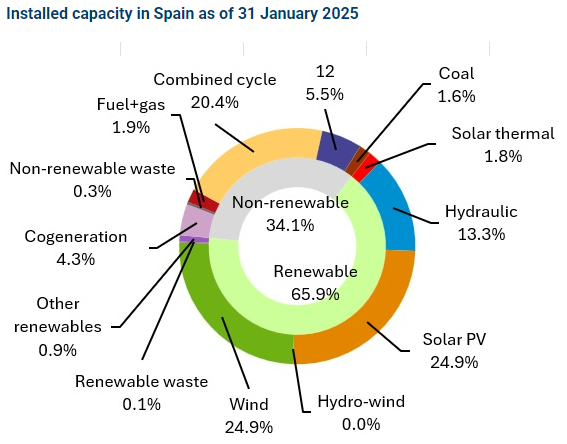 Installed capacity in Spain as of 31 January 2025
12
5.5%
Coal
1.6%
Combined cycle
20.4%
Fuel+gas
1.9%
Solar thermal
1.8%
Non-renewable waste
0.3%
Non-renewable
34.1%
Hydraulic
13.3%
Cogeneration
4.3%
Renewable
65.9%
Other
renewables
0.9%
Solar PV
24.9%
Renewable waste
0.1%
Wind
24.9%
Hydro-wind
0.0%